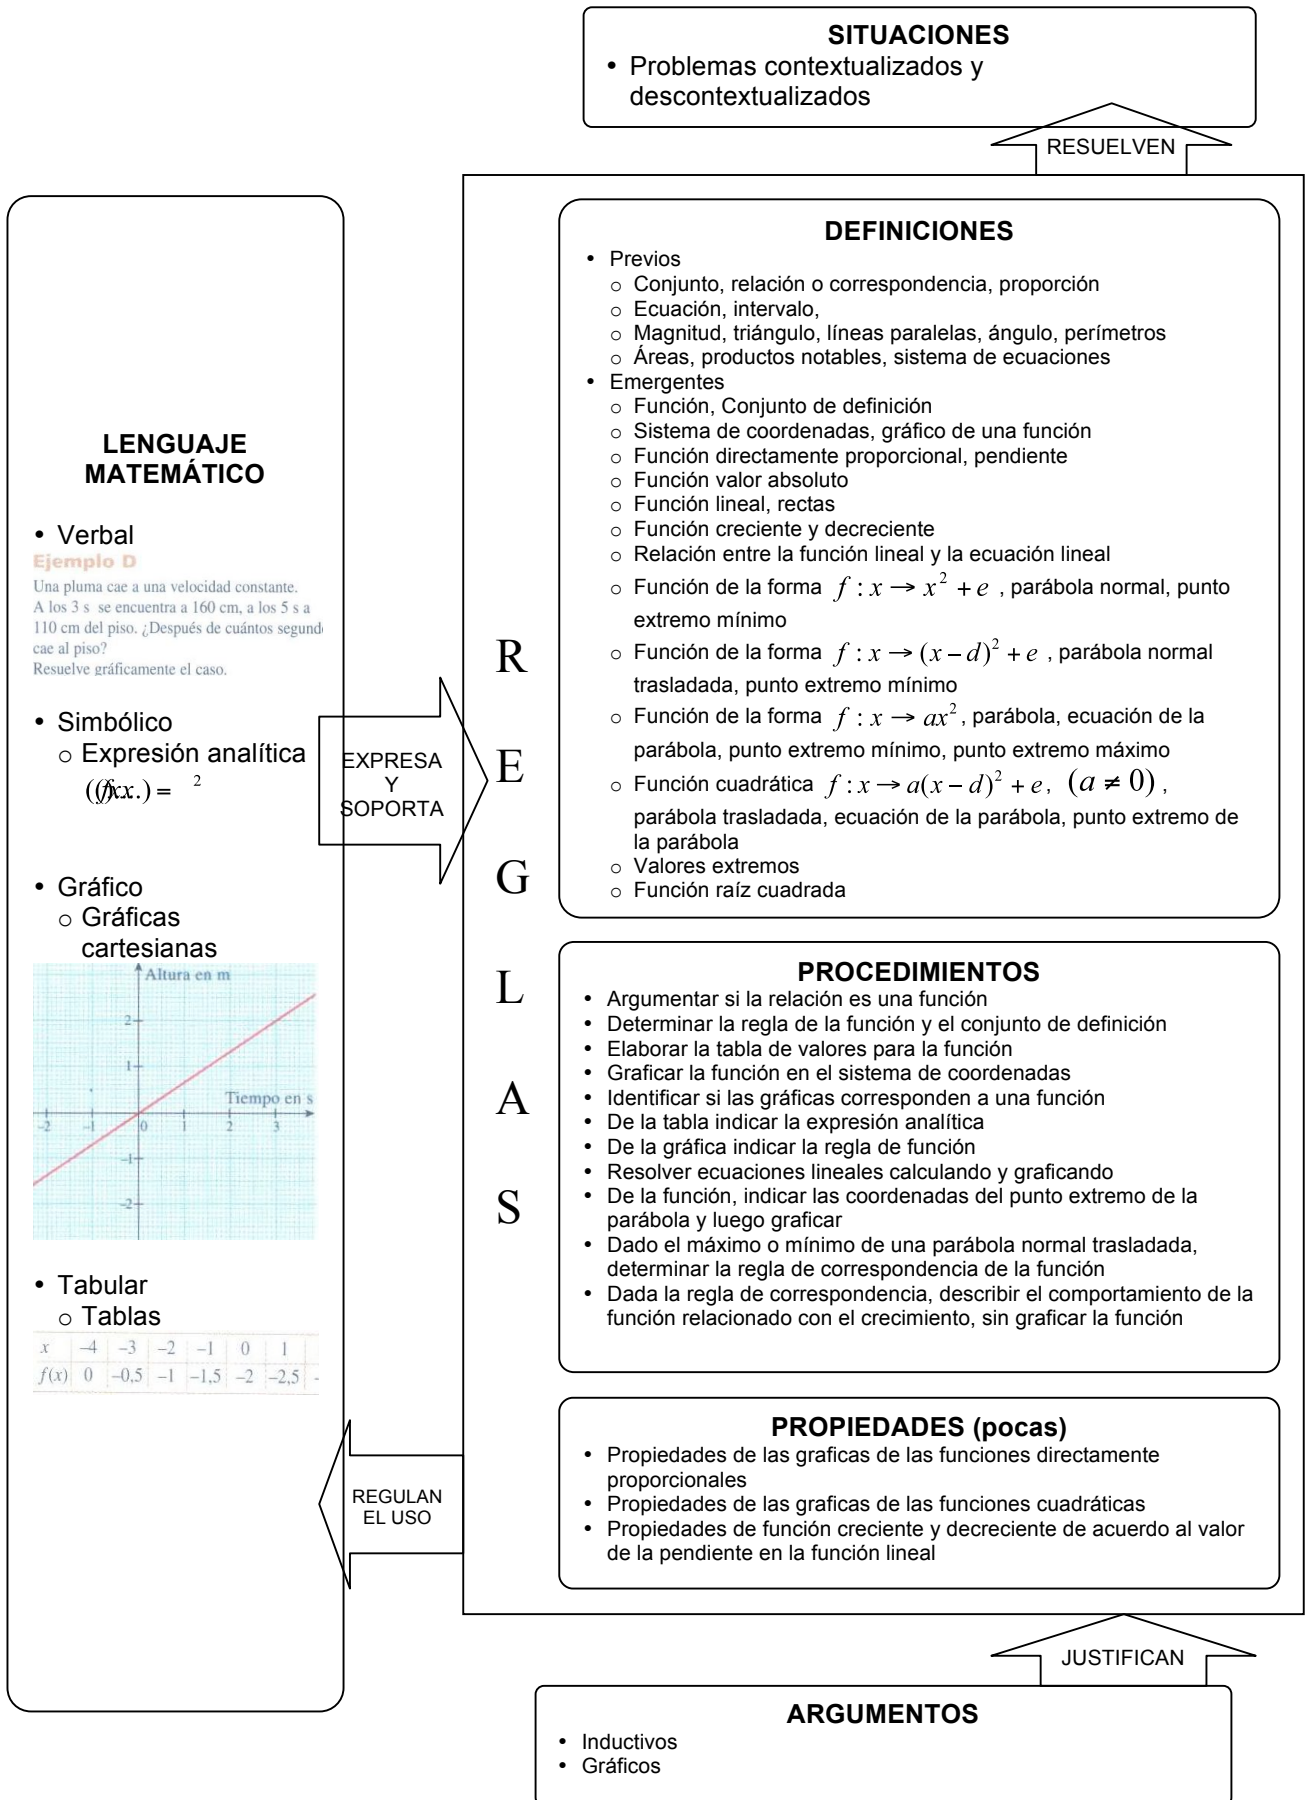 SITUACIONES
• Problemas contextualizados y
descontextualizados
RESUELVEN
LENGUAJE
MATEMÁTICO
• Verbal
Ejemplo D
Una pluma cae a una velocidad constante.
A los 3 s se encuentra a 160 cm, a los 5 s a
110 cm del piso. ¿Después de cuántos segund
cae al piso?
Resuelve gráficamente el caso.
• Simbólico
o Expresión analítica
) = 2
• Gráfico
o Gráficas
cartesianas
Altura en m
2
1
Tiempo en s
-2 -1 0 1 2 3
-1
-2
• Tabular
o Tablas
x -4 -3 -2 -1 0 1
f(x) 0 -0,5 -1 -1,5 -2 -2,5 -
EXPRESA
Y
SOPORTA
REGULAN
EL USO
R
E
G
L
A
S
DEFINICIONES
• Previos
o Conjunto, relación o correspondencia, proporción
o Ecuación, intervalo,
o Magnitud, triángulo, líneas paralelas, ángulo, perímetros
o Áreas, productos notables, sistema de ecuaciones
• Emergentes
o Función, Conjunto de definición
o Sistema de coordenadas, gráfico de una función
o Función directamente proporcional, pendiente
o Función valor absoluto
o Función lineal, rectas
o Función creciente y decreciente
o Relación entre la función lineal y la ecuación lineal
o Función de la forma f : x → x² + e , parábola normal, punto
extremo mínimo
o Función de la forma f : x → (x – d)² + e , parábola normal
trasladada, punto extremo mínimo
o Función de la forma f : x → ax², parábola, ecuación de la
parábola, punto extremo mínimo, punto extremo máximo
o Función cuadrática f : x → a(x – d)² + e, (a ≠ 0) ,
parábola trasladada, ecuación de la parábola, punto extremo de
la parábola
o Valores extremos
o Función raíz cuadrada
PROCEDIMIENTOS
• Argumentar si la relación es una función
• Determinar la regla de la función y el conjunto de definición
• Elaborar la tabla de valores para la función
• Graficar la función en el sistema de coordenadas
• Identificar si las gráficas corresponden a una función
• De la tabla indicar la expresión analítica
• De la gráfica indicar la regla de función
• Resolver ecuaciones lineales calculando y graficando
• De la función, indicar las coordenadas del punto extremo de la
parábola y luego graficar
• Dado el máximo o mínimo de una parábola normal trasladada,
determinar la regla de correspondencia de la función
• Dada la regla de correspondencia, describir el comportamiento de la
función relacionado con el crecimiento, sin graficar la función
PROPIEDADES (pocas)
• Propiedades de las graficas de las funciones directamente
proporcionales
• Propiedades de las graficas de las funciones cuadráticas
• Propiedades de función creciente y decreciente de acuerdo al valor
de la pendiente en la función lineal
JUSTIFICAN
ARGUMENTOS
• Inductivos
• Gráficos